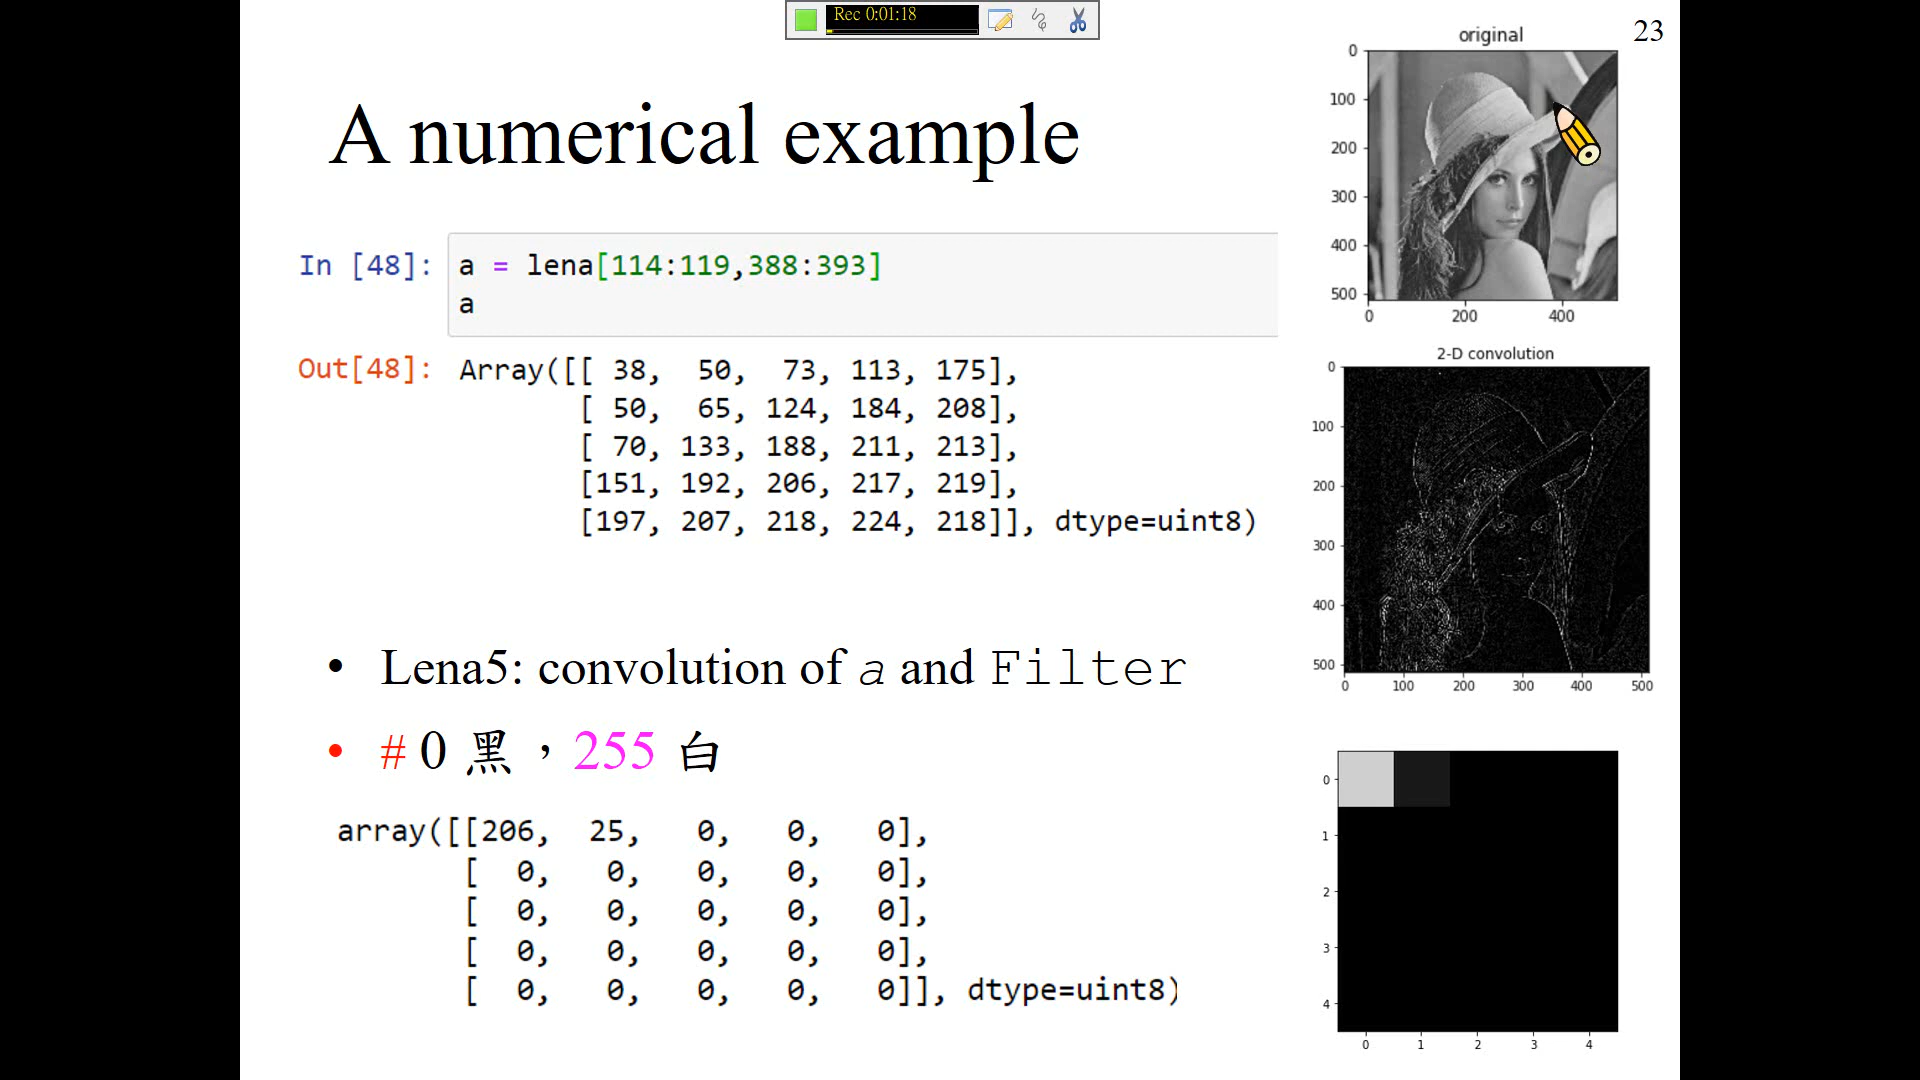 Rec 0:01:18
23
A numerical example
In [48]: a = lena[114:119,388:393]
a
Out[48]: Array([[ 38, 50, 73, 113, 175],
[ 50, 65, 124, 184, 208],
[ 70, 133, 188, 211, 213],
[151, 192, 206, 217, 219],
[197, 207, 218, 224, 218]], dtype=uint8)
• Lena5: convolution of a and Filter
• # 0 黑，255 白
array([[206, 25, 0, 0, 0],
[ 0, 0, 0, 0, 0],
[ 0, 0, 0, 0, 0],
[ 0, 0, 0, 0, 0],
[ 0, 0, 0, 0, 0]], dtype=uint8)
original
0
100
200
300
400
500
0 200 400
2-D convolution
0
100
200
300
400
500
0 100 200 300 400 500
0
1
2
3
4
0 1 2 3 4